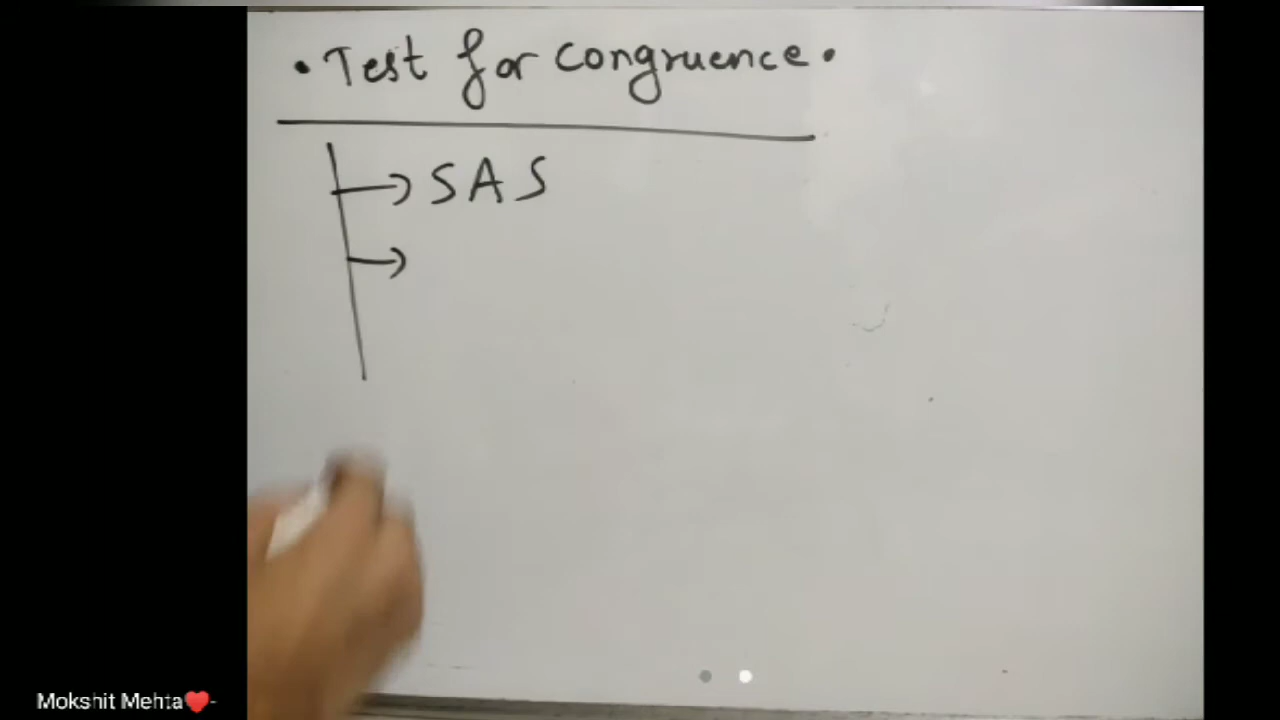 • Test for congruence •
→ SAS
→
Mokshit Mehta❤️-